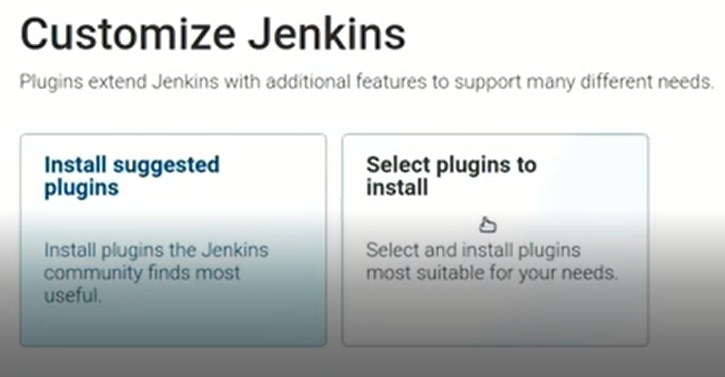 Customize Jenkins
Plugins extend Jenkins with additional features to support many different needs.
Install suggested
plugins
Install plugins the Jenkins
community finds most
useful.
Select plugins to
install
Select and install plugins
most suitable for your needs.